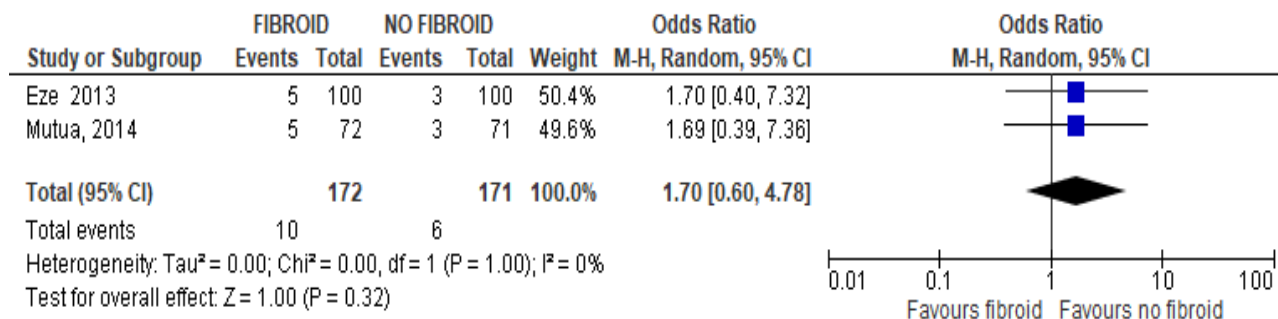 FIBROID NO FIBROID Odds Ratio Odds Ratio
Study or Subgroup Events Total Events Total Weight M-H, Random, 95% CI M-H, Random, 95% CI
Eze 2013 5 100 3 100 50.4% 1.70 [0.40, 7.32]
Mutua, 2014 5 72 3 71 49.6% 1.69 [0.39, 7.36]
Total (95% CI) 172 171 100.0% 1.70 [0.60, 4.78]
Total events 10 6
Heterogeneity: Tau² = 0.00; Chi² = 0.00, df = 1 (P = 1.00); I² = 0%
Test for overall effect: Z = 1.00 (P = 0.32)
0.01 0.1 1 10 100
Favours fibroid Favours no fibroid